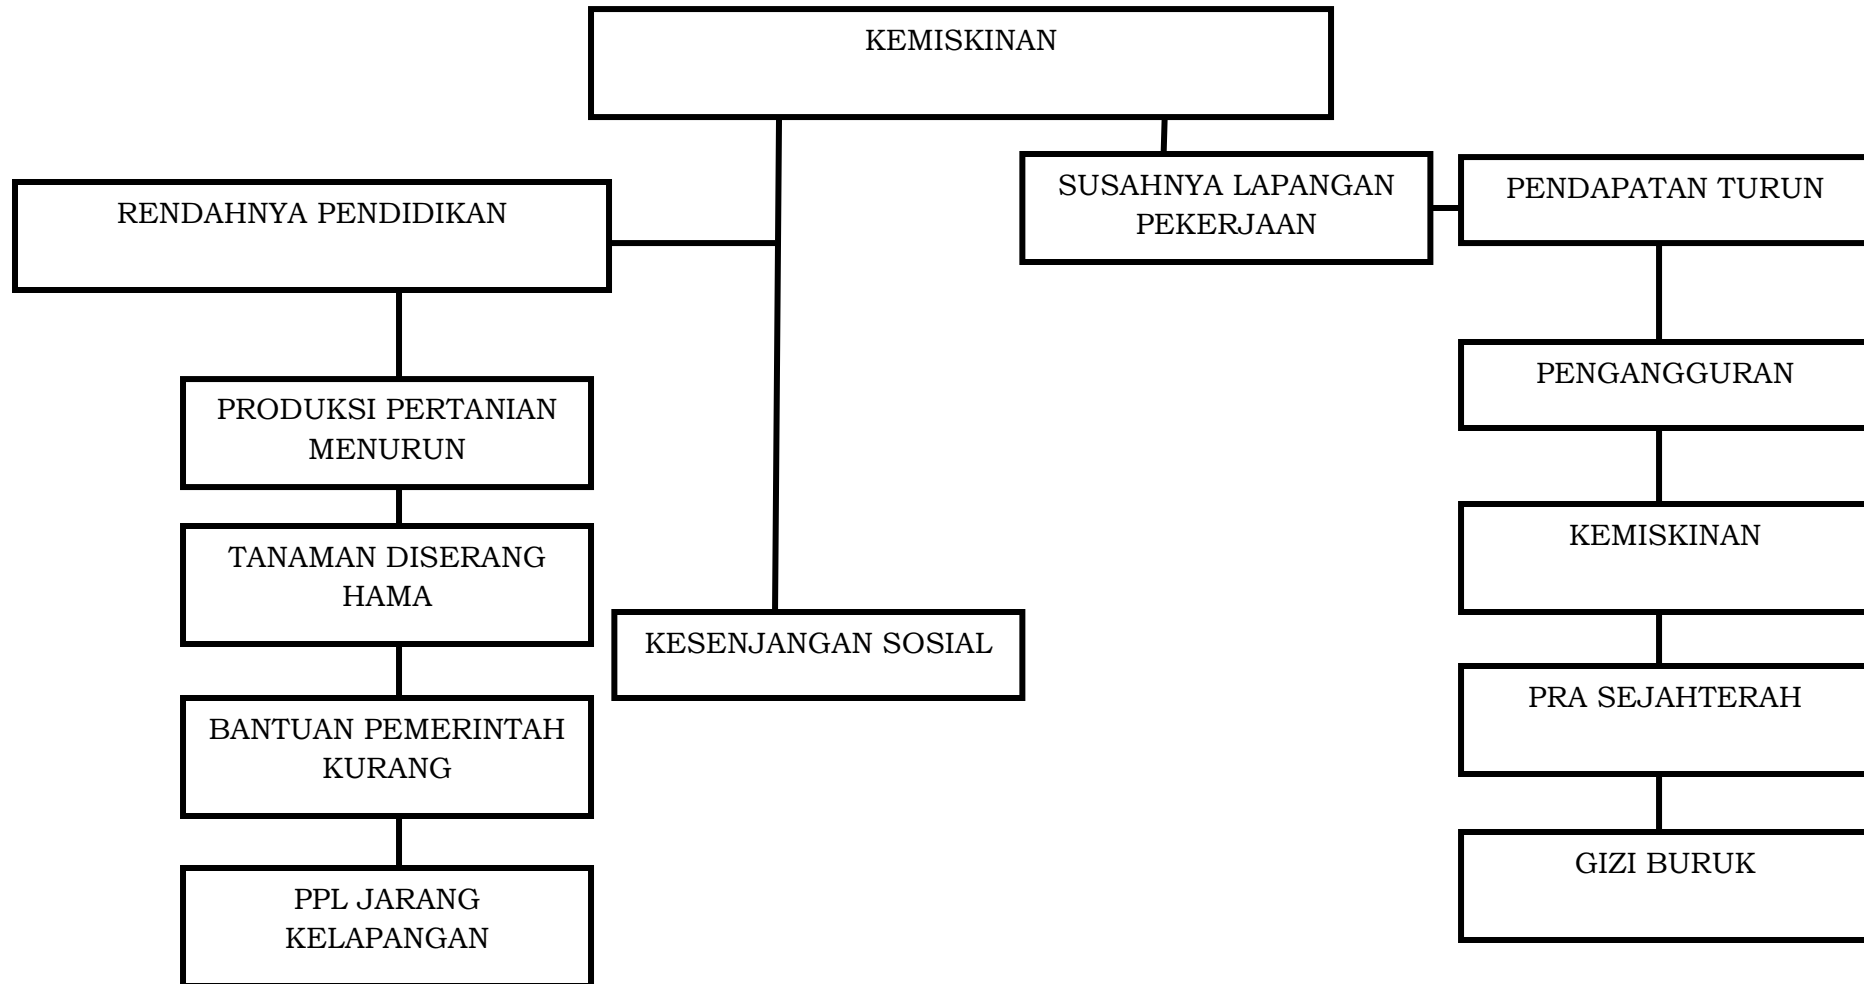 KEMISKINAN
RENDAHNYA PENDIDIKAN
PRODUKSI PERTANIAN
MENURUN
TANAMAN DISERANG
HAMA
BANTUAN PEMERINTAH
KURANG
PPL JARANG
KELAPANGAN
KESENJANGAN SOSIAL
SUSAHNYA LAPANGAN
PEKERJAAN
PENDAPATAN TURUN
PENGANGGURAN
KEMISKINAN
PRA SEJAHTERAH
GIZI BURUK